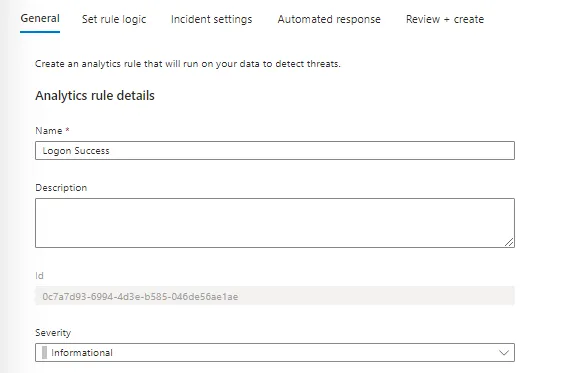 General Set rule logic Incident settings Automated response Review + create
Create an analytics rule that will run on your data to detect threats.
Analytics rule details
Name *
Logon Success
Description
Id
0c7a7d93-6994-4d3e-b585-046de56ae1ae
Severity
Informational